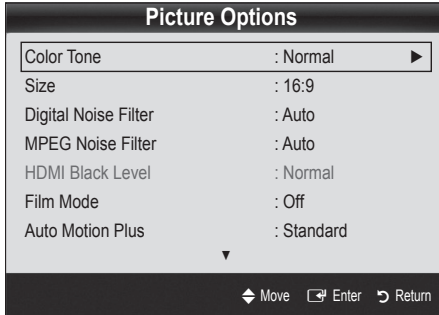 Picture Options
Color Tone : Normal ►
Size : 16:9
Digital Noise Filter : Auto
MPEG Noise Filter : Auto
HDMI Black Level : Normal
Film Mode : Off
Auto Motion Plus : Standard
▼
Move Enter Return